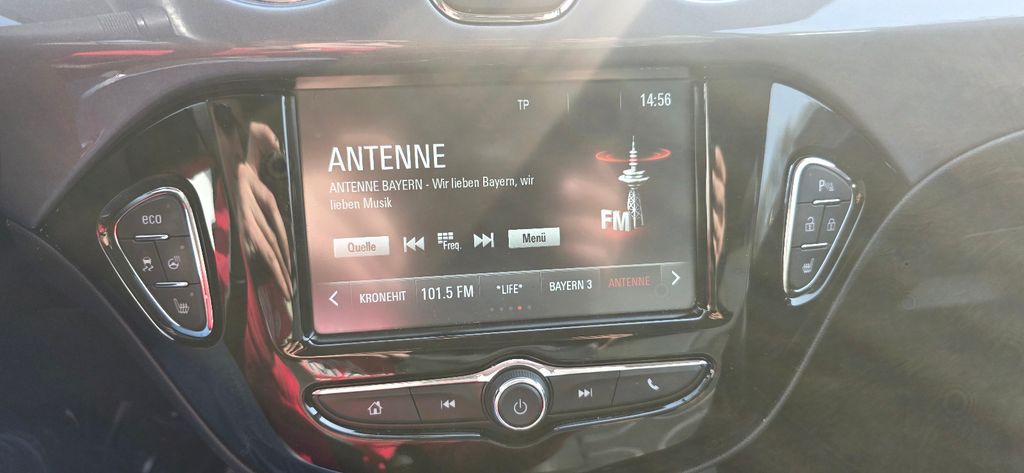 TP
14:56
ANTENNE
ANTENNE BAYERN - Wir lieben Bayern, wir
lieben Musik
FM
Quelle
Freq.
Menü
KRONEHIT 101.5 FM *LIFE* BAYERN 3 ANTENNE
eco
P